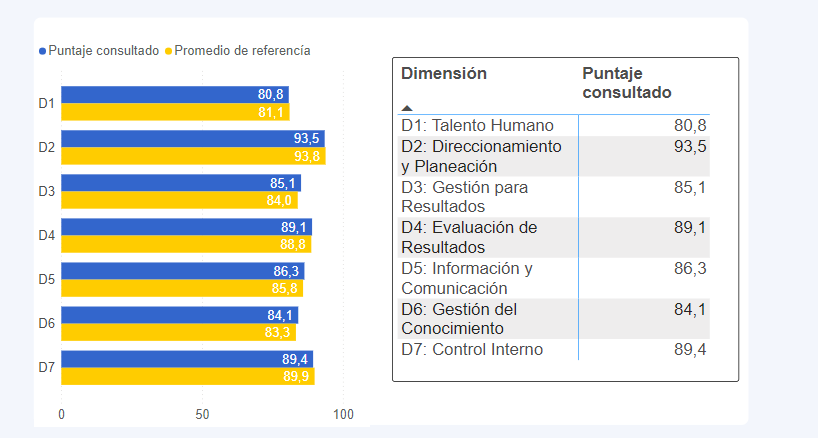 Puntaje consultado Promedio de referencía
D1 80,8
81,1
D2 93,5
93,8
D3 85,1
84,0
D4 89,1
88,8
D5 86,3
85,8
D6 84,1
83,3
D7 89,4
89,9
0 50 100
Dimensión Puntaje
consultado
D1: Talento Humano 80,8
D2: Direccionamiento 93,5
y Planeación
D3: Gestión para 85,1
Resultados
D4: Evaluación de 89,1
Resultados
D5: Información y 86,3
Comunicación
D6: Gestión del 84,1
Conocimiento
D7: Control Interno 89,4